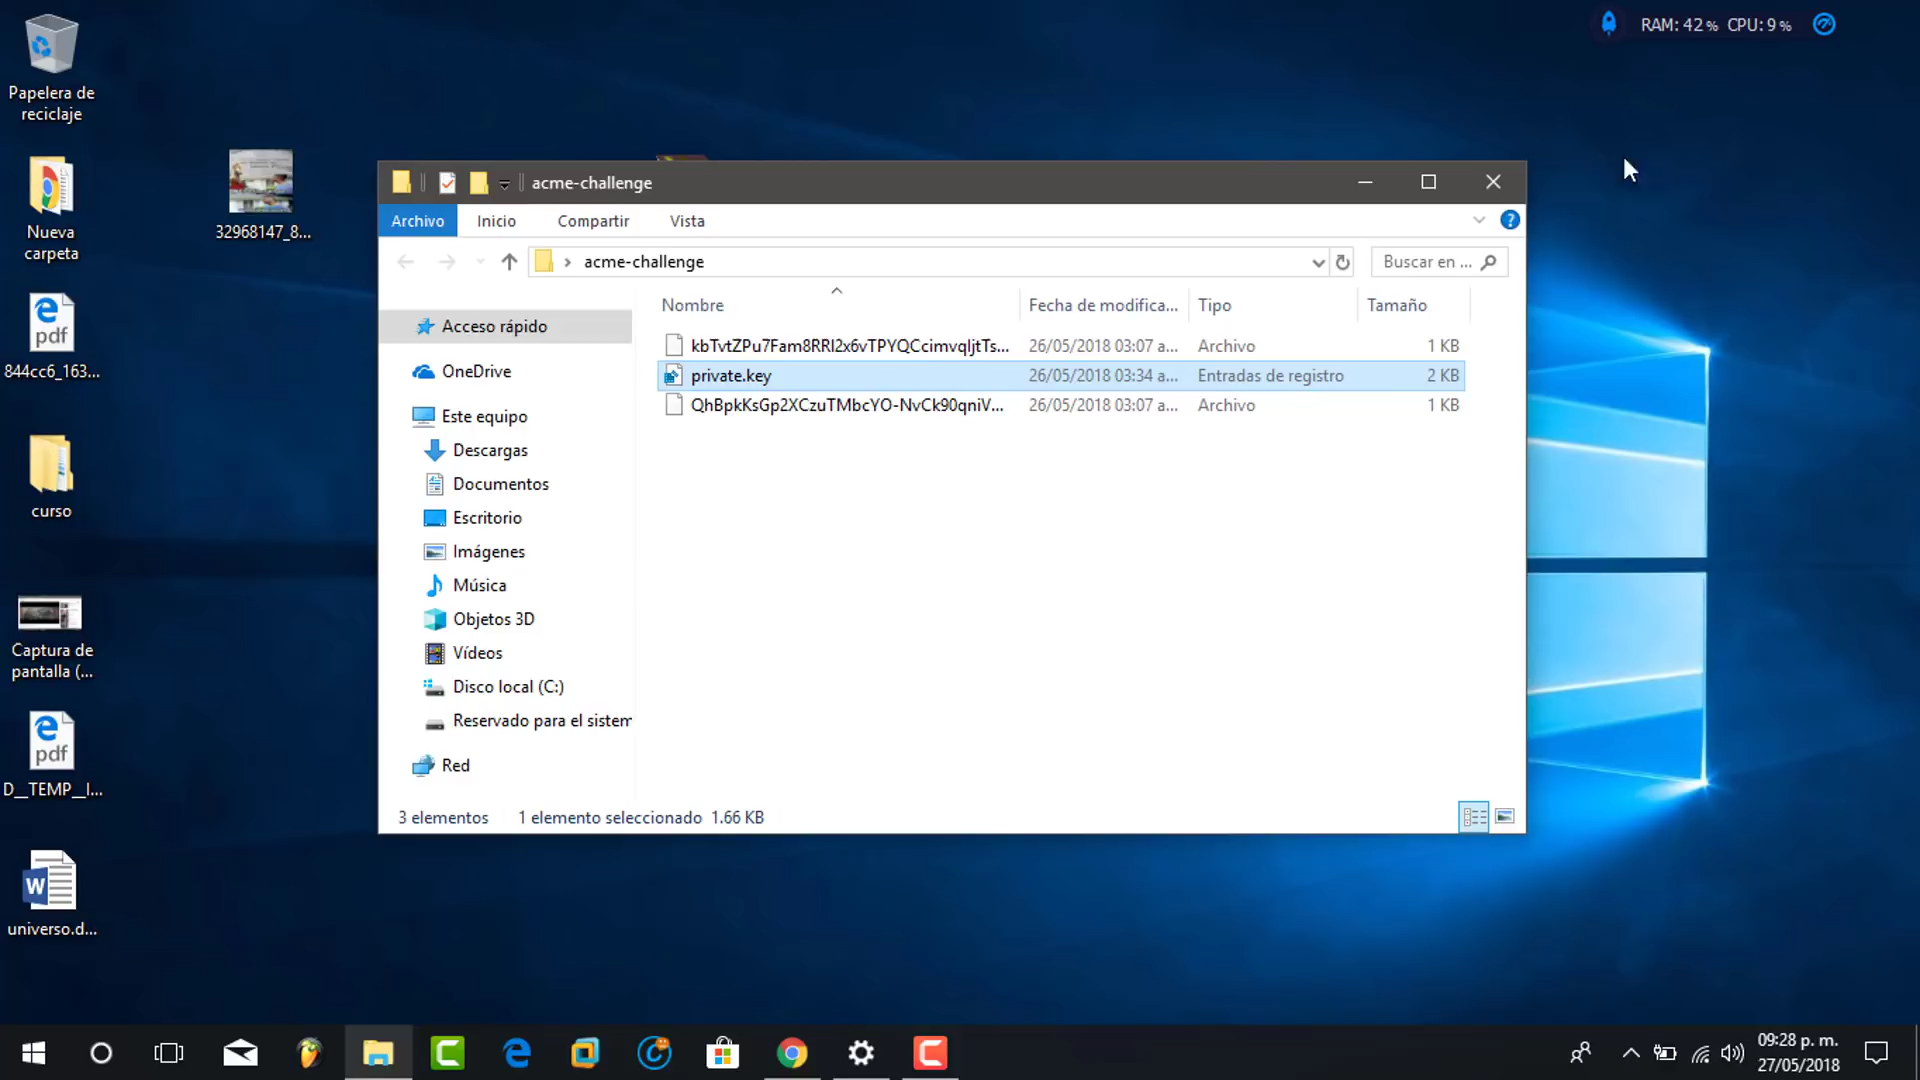 RAM: 42 % CPU: 9 %
Papelera de
reciclaje
Nueva
carpeta
pdf
844cc6_163...
curso
Captura de
pantalla (...
pdf
D__TEMP__I...
W
universo.d...
32968147_8...
acme-challenge
Archivo Inicio Compartir Vista
acme-challenge
Buscar en ...
Nombre Fecha de modifica... Tipo Tamaño
kbTvtZPu7Fam8RRl2x6vTPYQCcimvqljtTs... 26/05/2018 03:07 a... Archivo 1 KB
private.key 26/05/2018 03:34 a... Entradas de registro 2 KB
QhBpkKsGp2XCzuTMbcYO-NvCk90qniV... 26/05/2018 03:07 a... Archivo 1 KB
Acceso rápido
OneDrive
Este equipo
Descargas
Documentos
Escritorio
Imágenes
Música
Objetos 3D
Vídeos
Disco local (C:)
Reservado para el sistem
Red
3 elementos 1 elemento seleccionado 1.66 KB
09:28 p. m.
27/05/2018